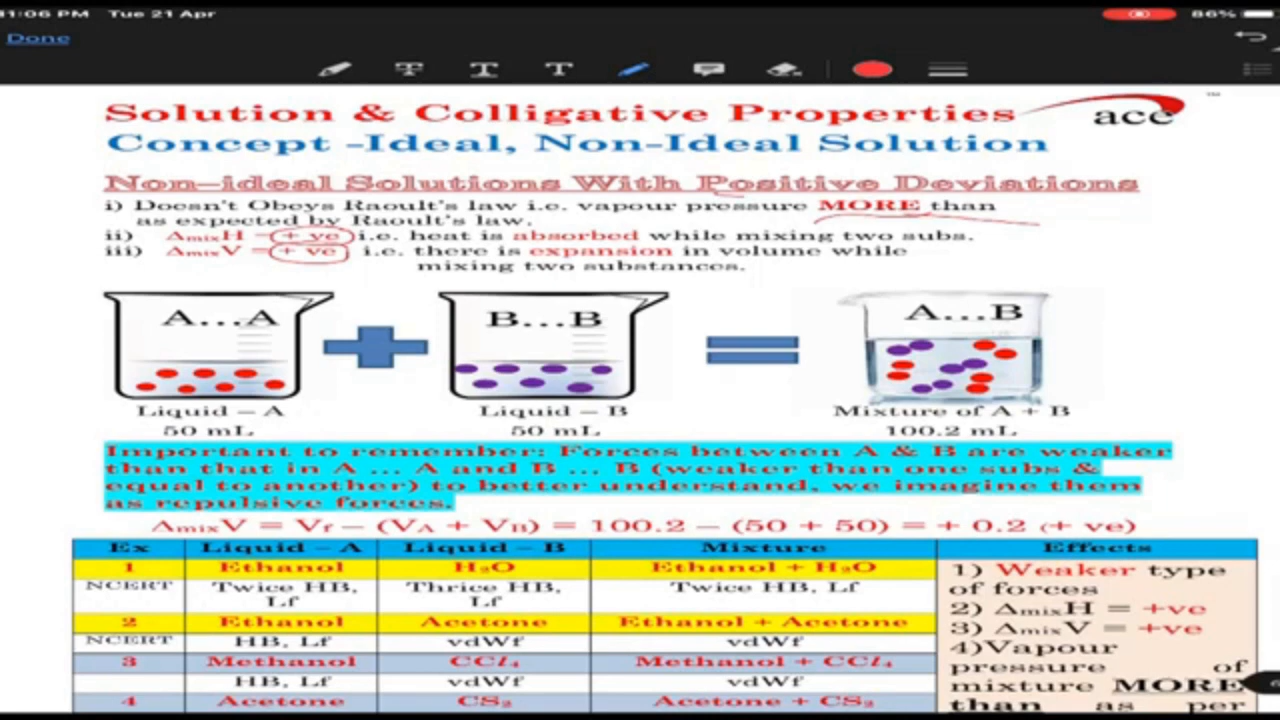 11:06 PM Tue 21 Apr 86%
Done
Solution & Colligative Properties
ace
TM
Concept -Ideal, Non-Ideal Solution
Non–ideal Solutions With Positive Deviations
i) Doesn't Obeys Raoult's law i.e. vapour pressure MORE than
as expected by Raoult's law.
ii) ΔmixH = + ve i.e. heat is absorbed while mixing two subs.
iii) ΔmixV = + ve i.e. there is expansion in volume while
mixing two substances.
A...A B...B A...B
Liquid – A Liquid – B Mixture of A + B
50 mL 50 mL 100.2 mL
Important to remember: Forces between A & B are weaker
than that in A ... A and B ... B (weaker than one subs &
equal to another) to better understand, we imagine them
as repulsive forces.
ΔmixV = Vf – (VA + VB) = 100.2 – (50 + 50) = + 0.2 (+ ve)
Ex Liquid – A Liquid – B Mixture Effects
1 Ethanol H₂O Ethanol + H₂O
NCERT Twice HB, Lf Thrice HB, Lf Twice HB, Lf
2 Ethanol Acetone Ethanol + Acetone
NCERT HB, Lf vdWf vdWf
3 Methanol CCl₄ Methanol + CCl₄
HB, Lf vdWf vdWf
4 Acetone CS₂ Acetone + CS₂
1) Weaker type
of forces
2) ΔmixH = +ve
3) ΔmixV = +ve
4)Vapour
pressure of
mixture MORE
than as per